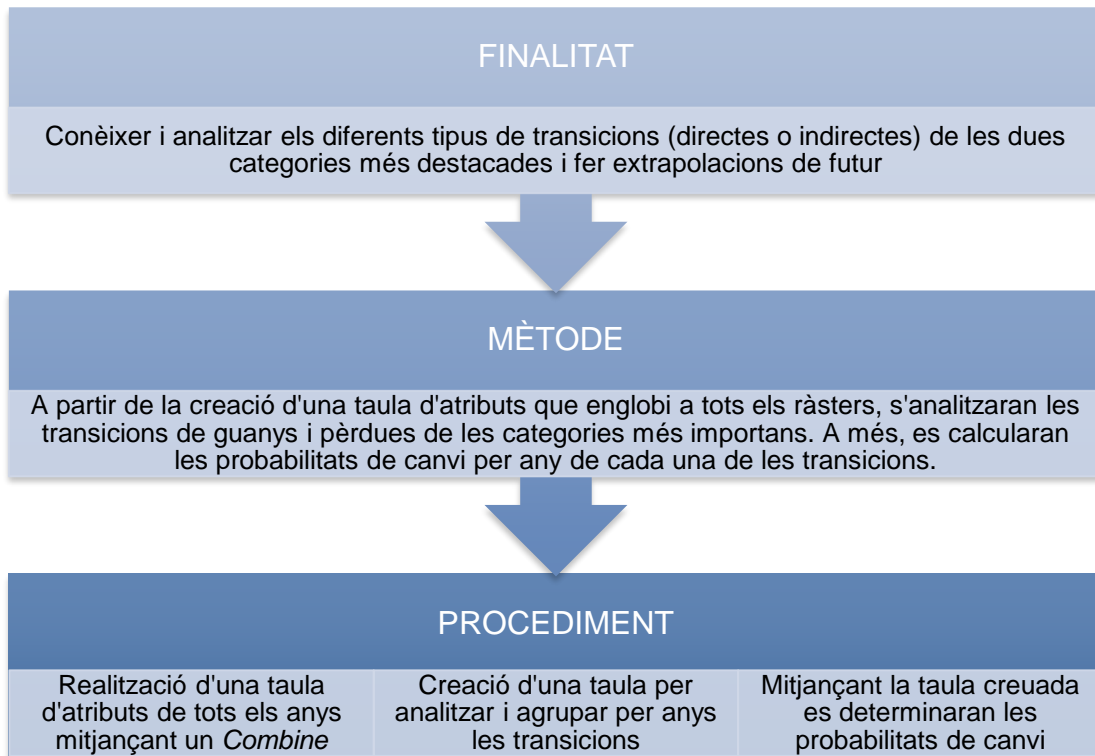 FINALITAT
Conèixer i analitzar els diferents tipus de transicions (directes o indirectes) de les dues
categories més destacades i fer extrapolacions de futur
MÈTODE
A partir de la creació d'una taula d'atributs que englobi a tots els ràsters, s'analitzaran les
transicions de guanys i pèrdues de les categories més importans. A més, es calcularan
les probabilitats de canvi per any de cada una de les transicions.
PROCEDIMENT
Realització d'una taula
d'atributs de tots els anys
mitjançant un Combine
Creació d'una taula per
analitzar i agrupar per anys
les transicions
Mitjançant la taula creuada
es determinaran les
probabilitats de canvi